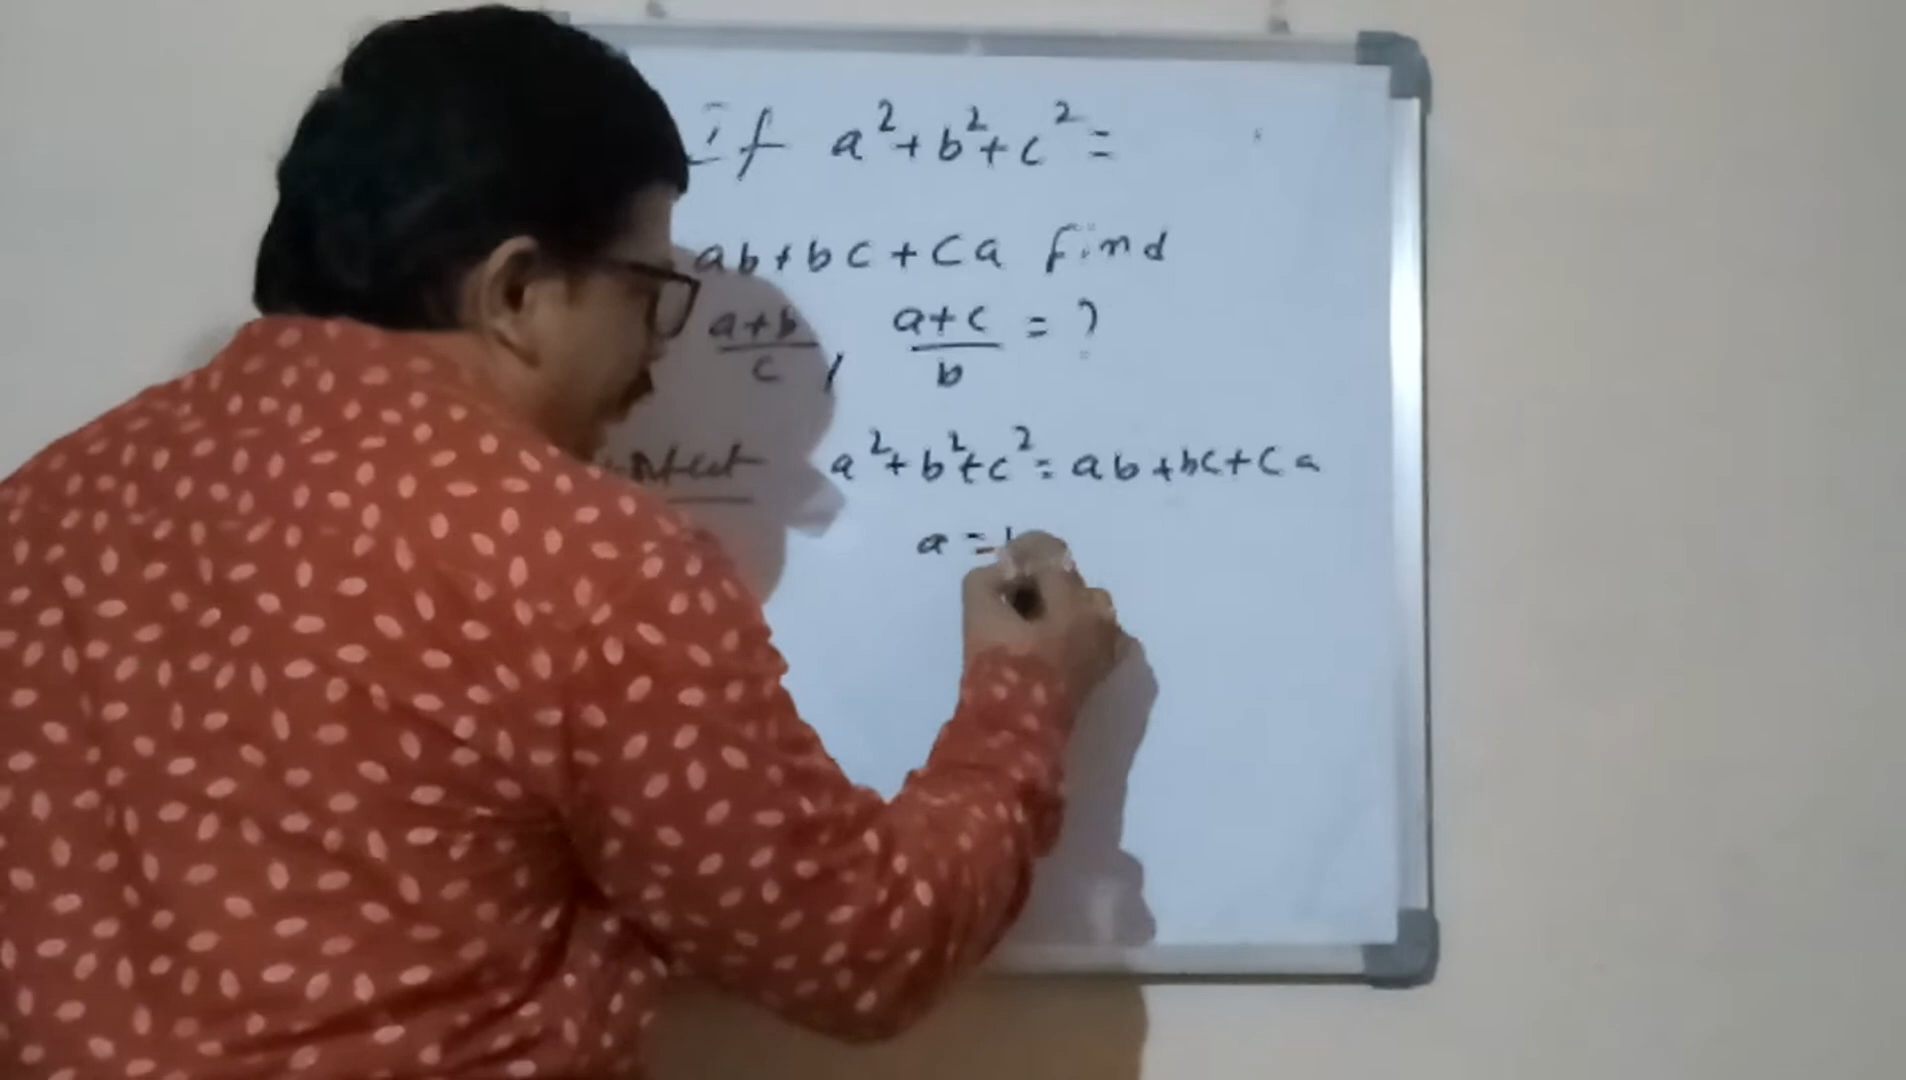 If a²+b²+c²=
ab+bc+ca find
a+b/c, a+c/b = ?
a²+b²+c²=ab+bc+ca
a =